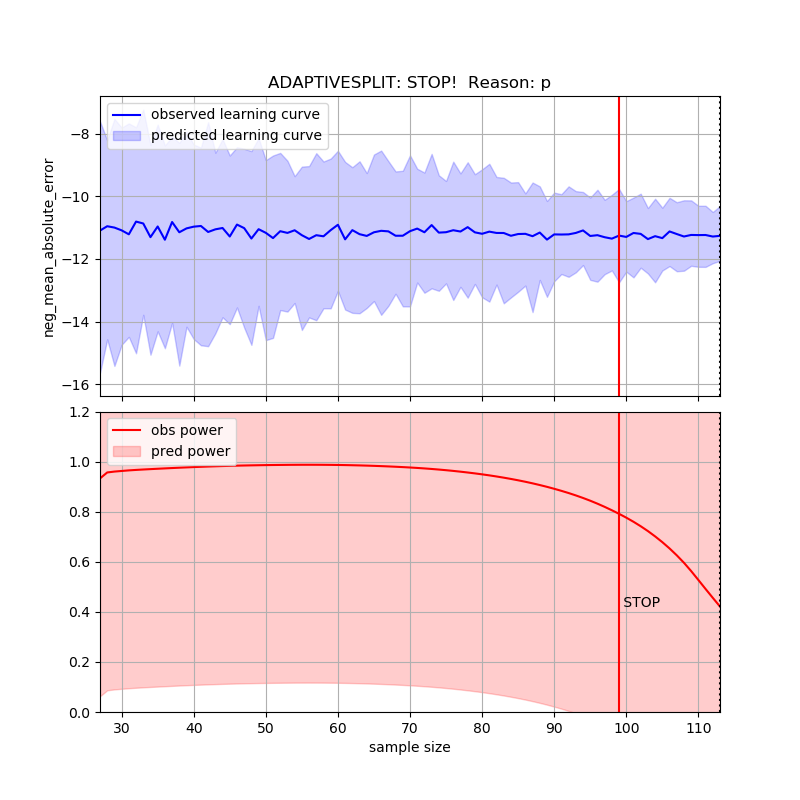 ADAPTIVESPLIT: STOP!  Reason: p
observed learning curve
predicted learning curve
neg_mean_absolute_error
−8
−10
−12
−14
−16
obs power
pred power
1.2
1.0
0.8
0.6
0.4
0.2
0.0
STOP
30 40 50 60 70 80 90 100 110
sample size